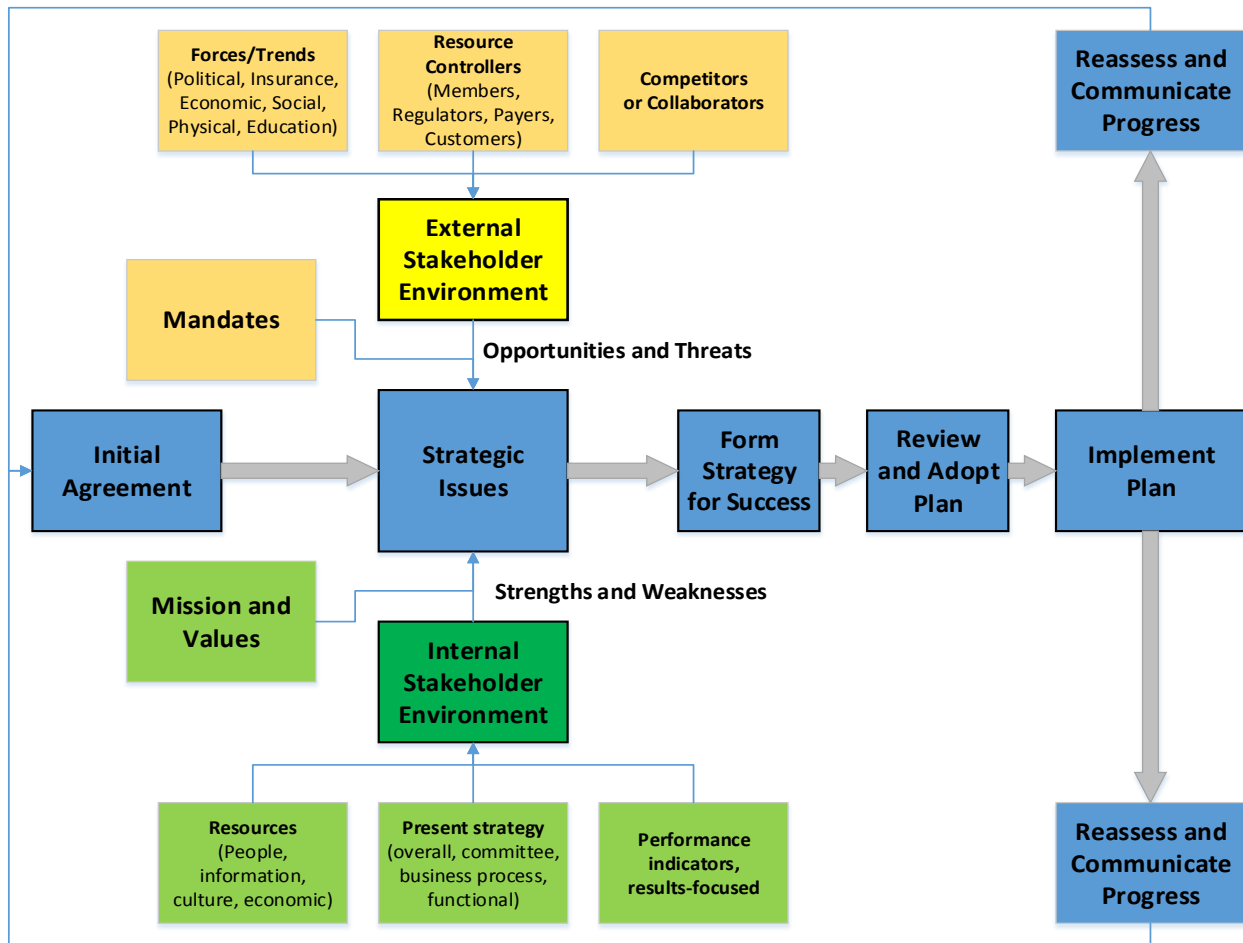 Forces/Trends
(Political, Insurance,
Economic, Social,
Physical, Education)
Resource
Controllers
(Members,
Regulators, Payers,
Customers)
Competitors
or Collaborators
Reassess and
Communicate
Progress
External
Stakeholder
Environment
Mandates
Opportunities and Threats
Initial
Agreement
Strategic
Issues
Form
Strategy
for Success
Review
and Adopt
Plan
Implement
Plan
Strengths and Weaknesses
Mission and
Values
Internal
Stakeholder
Environment
Resources
(People,
information,
culture, economic)
Present strategy
(overall, committee,
business process,
functional)
Performance
indicators,
results-focused
Reassess and
Communicate
Progress